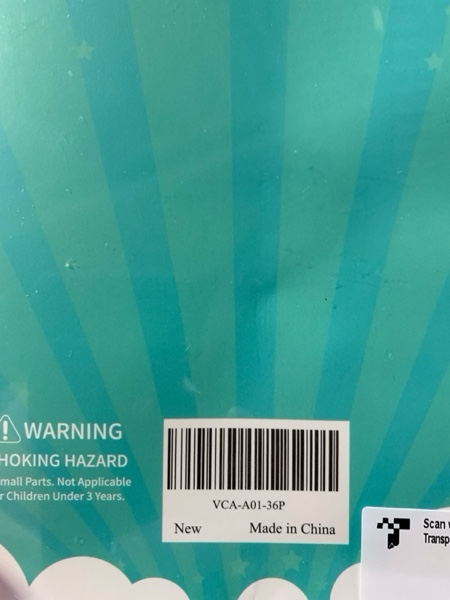 WARNING
HOKING HAZARD
mall Parts. Not Applicable
r Children Under 3 Years.
VCA-A01-36P
New Made in China
Scan
Transp